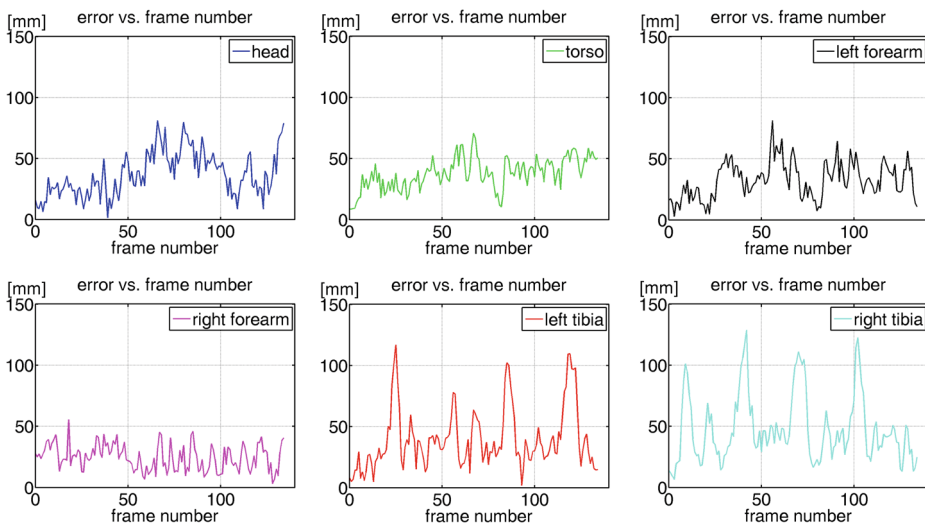 [mm] error vs. frame number
150
head
100
50
0
0 50 100
frame number
[mm] error vs. frame number
150
torso
100
50
0
0 50 100
frame number
[mm] error vs. frame number
150
left forearm
100
50
0
0 50 100
frame number
[mm] error vs. frame number
150
right forearm
100
50
0
0 50 100
frame number
[mm] error vs. frame number
150
left tibia
100
50
0
0 50 100
frame number
[mm] error vs. frame number
150
right tibia
100
50
0
0 50 100
frame number